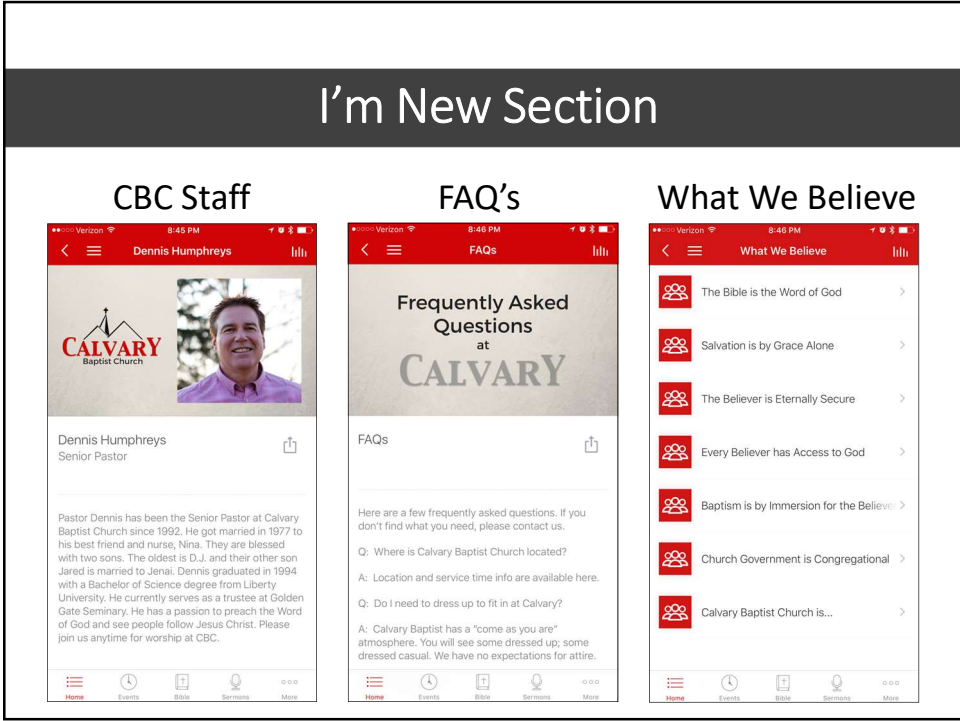 I'm New Section
CBC Staff
Verizon 8:45 PM
Dennis Humphreys
CALVARY
Baptist Church
Dennis Humphreys
Senior Pastor
Pastor Dennis has been the Senior Pastor at Calvary
Baptist Church since 1992. He got married in 1977 to
his best friend and nurse, Nina. They are blessed
with two sons. The oldest is D.J. and their other son
Jared is married to Jenai. Dennis graduated in 1994
with a Bachelor of Science degree from Liberty
University. He currently serves as a trustee at Golden
Gate Seminary. He has a passion to preach the Word
of God and see people follow Jesus Christ. Please
join us anytime for worship at CBC.
Home Events Bible Sermons More
FAQ's
Verizon 8:46 PM
FAQs
Frequently Asked
Questions
at
CALVARY
FAQs
Here are a few frequently asked questions. If you
don't find what you need, please contact us.
Q: Where is Calvary Baptist Church located?
A: Location and service time info are available here.
Q: Do I need to dress up to fit in at Calvary?
A: Calvary Baptist has a "come as you are"
atmosphere. You will see some dressed up; some
dressed casual. We have no expectations for attire.
Home Events Bible Sermons More
What We Believe
Verizon 8:46 PM
What We Believe
The Bible is the Word of God
Salvation is by Grace Alone
The Believer is Eternally Secure
Every Believer has Access to God
Baptism is by Immersion for the Believe
Church Government is Congregational
Calvary Baptist Church is...
Home Events Bible Sermons More